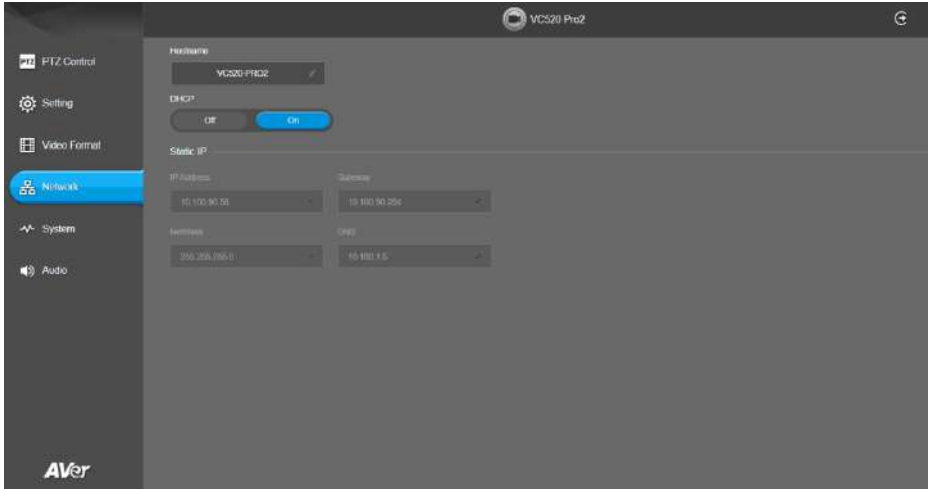 VC520 Pro2
PTZ PTZ Control
Setting
Video Format
Network
System
Audio
AVer
Hostname
VC520-PRO2
DHCP
Off On
Static IP
IP Address Gateway
10.100.90.56 10.100.90.254
Netmask DNS
255.255.255.0 10.100.1.5